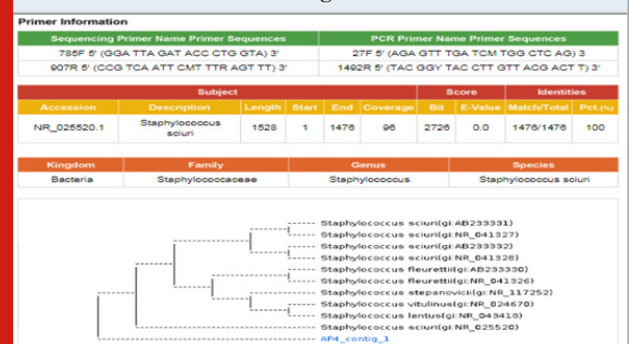 Primer Information
Sequencing Primer Name Primer Sequences PCR Primer Name Primer Sequences
785F 5' (GGA TTA GAT ACC CTG GTA) 3' 27F 5' (AGA GTT TGA TCM TGG CTC AG) 3
907R 5' (CCG TCA ATT CMT TTR AGT TT) 3' 1492R 5' (TAC GGY TAC CTT GTT ACG ACT T) 3'
Subject Score Identities
Accession Description Length Start End Coverage Bit E-Value Match/Total Pct.(%)
NR_025520.1 Staphylococcus sciuri 1528 1 1476 96 2726 0.0 1476/1476 100
Kingdom Family Genus Species
Bacteria Staphylococcaceae Staphylococcus Staphylococcus sciuri
Staphylococcus sciuri(gi:AB233331)
Staphylococcus sciuri(gi:NR_041327)
Staphylococcus sciuri(gi:AB233332)
Staphylococcus sciuri(gi:NR_041328)
Staphylococcus fleurettii(gi:AB233330)
Staphylococcus fleurettii(gi:NR_041326)
Staphylococcus stepanovicii(gi:NR_117252)
Staphylococcus vitulinus(gi:NR_024670)
Staphylococcus lentus(gi:NR_043418)
Staphylococcus sciuri(gi:NR_025520)
AF4_contig_1